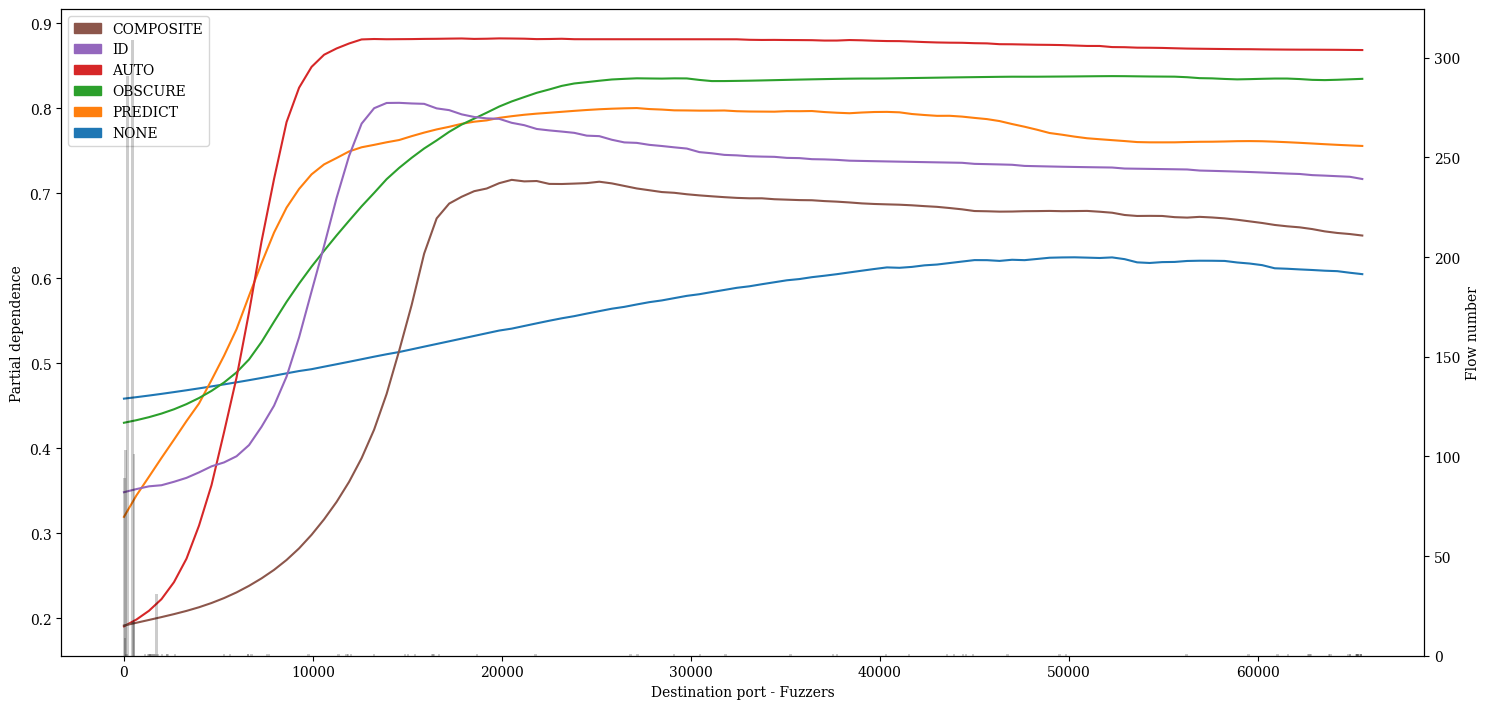 COMPOSITE
ID
AUTO
OBSCURE
PREDICT
NONE
0.9
0.8
0.7
0.6
0.5
0.4
0.3
0.2
Partial dependence
300
250
200
150
100
50
0
Flow number
0 10000 20000 30000 40000 50000 60000
Destination port - Fuzzers